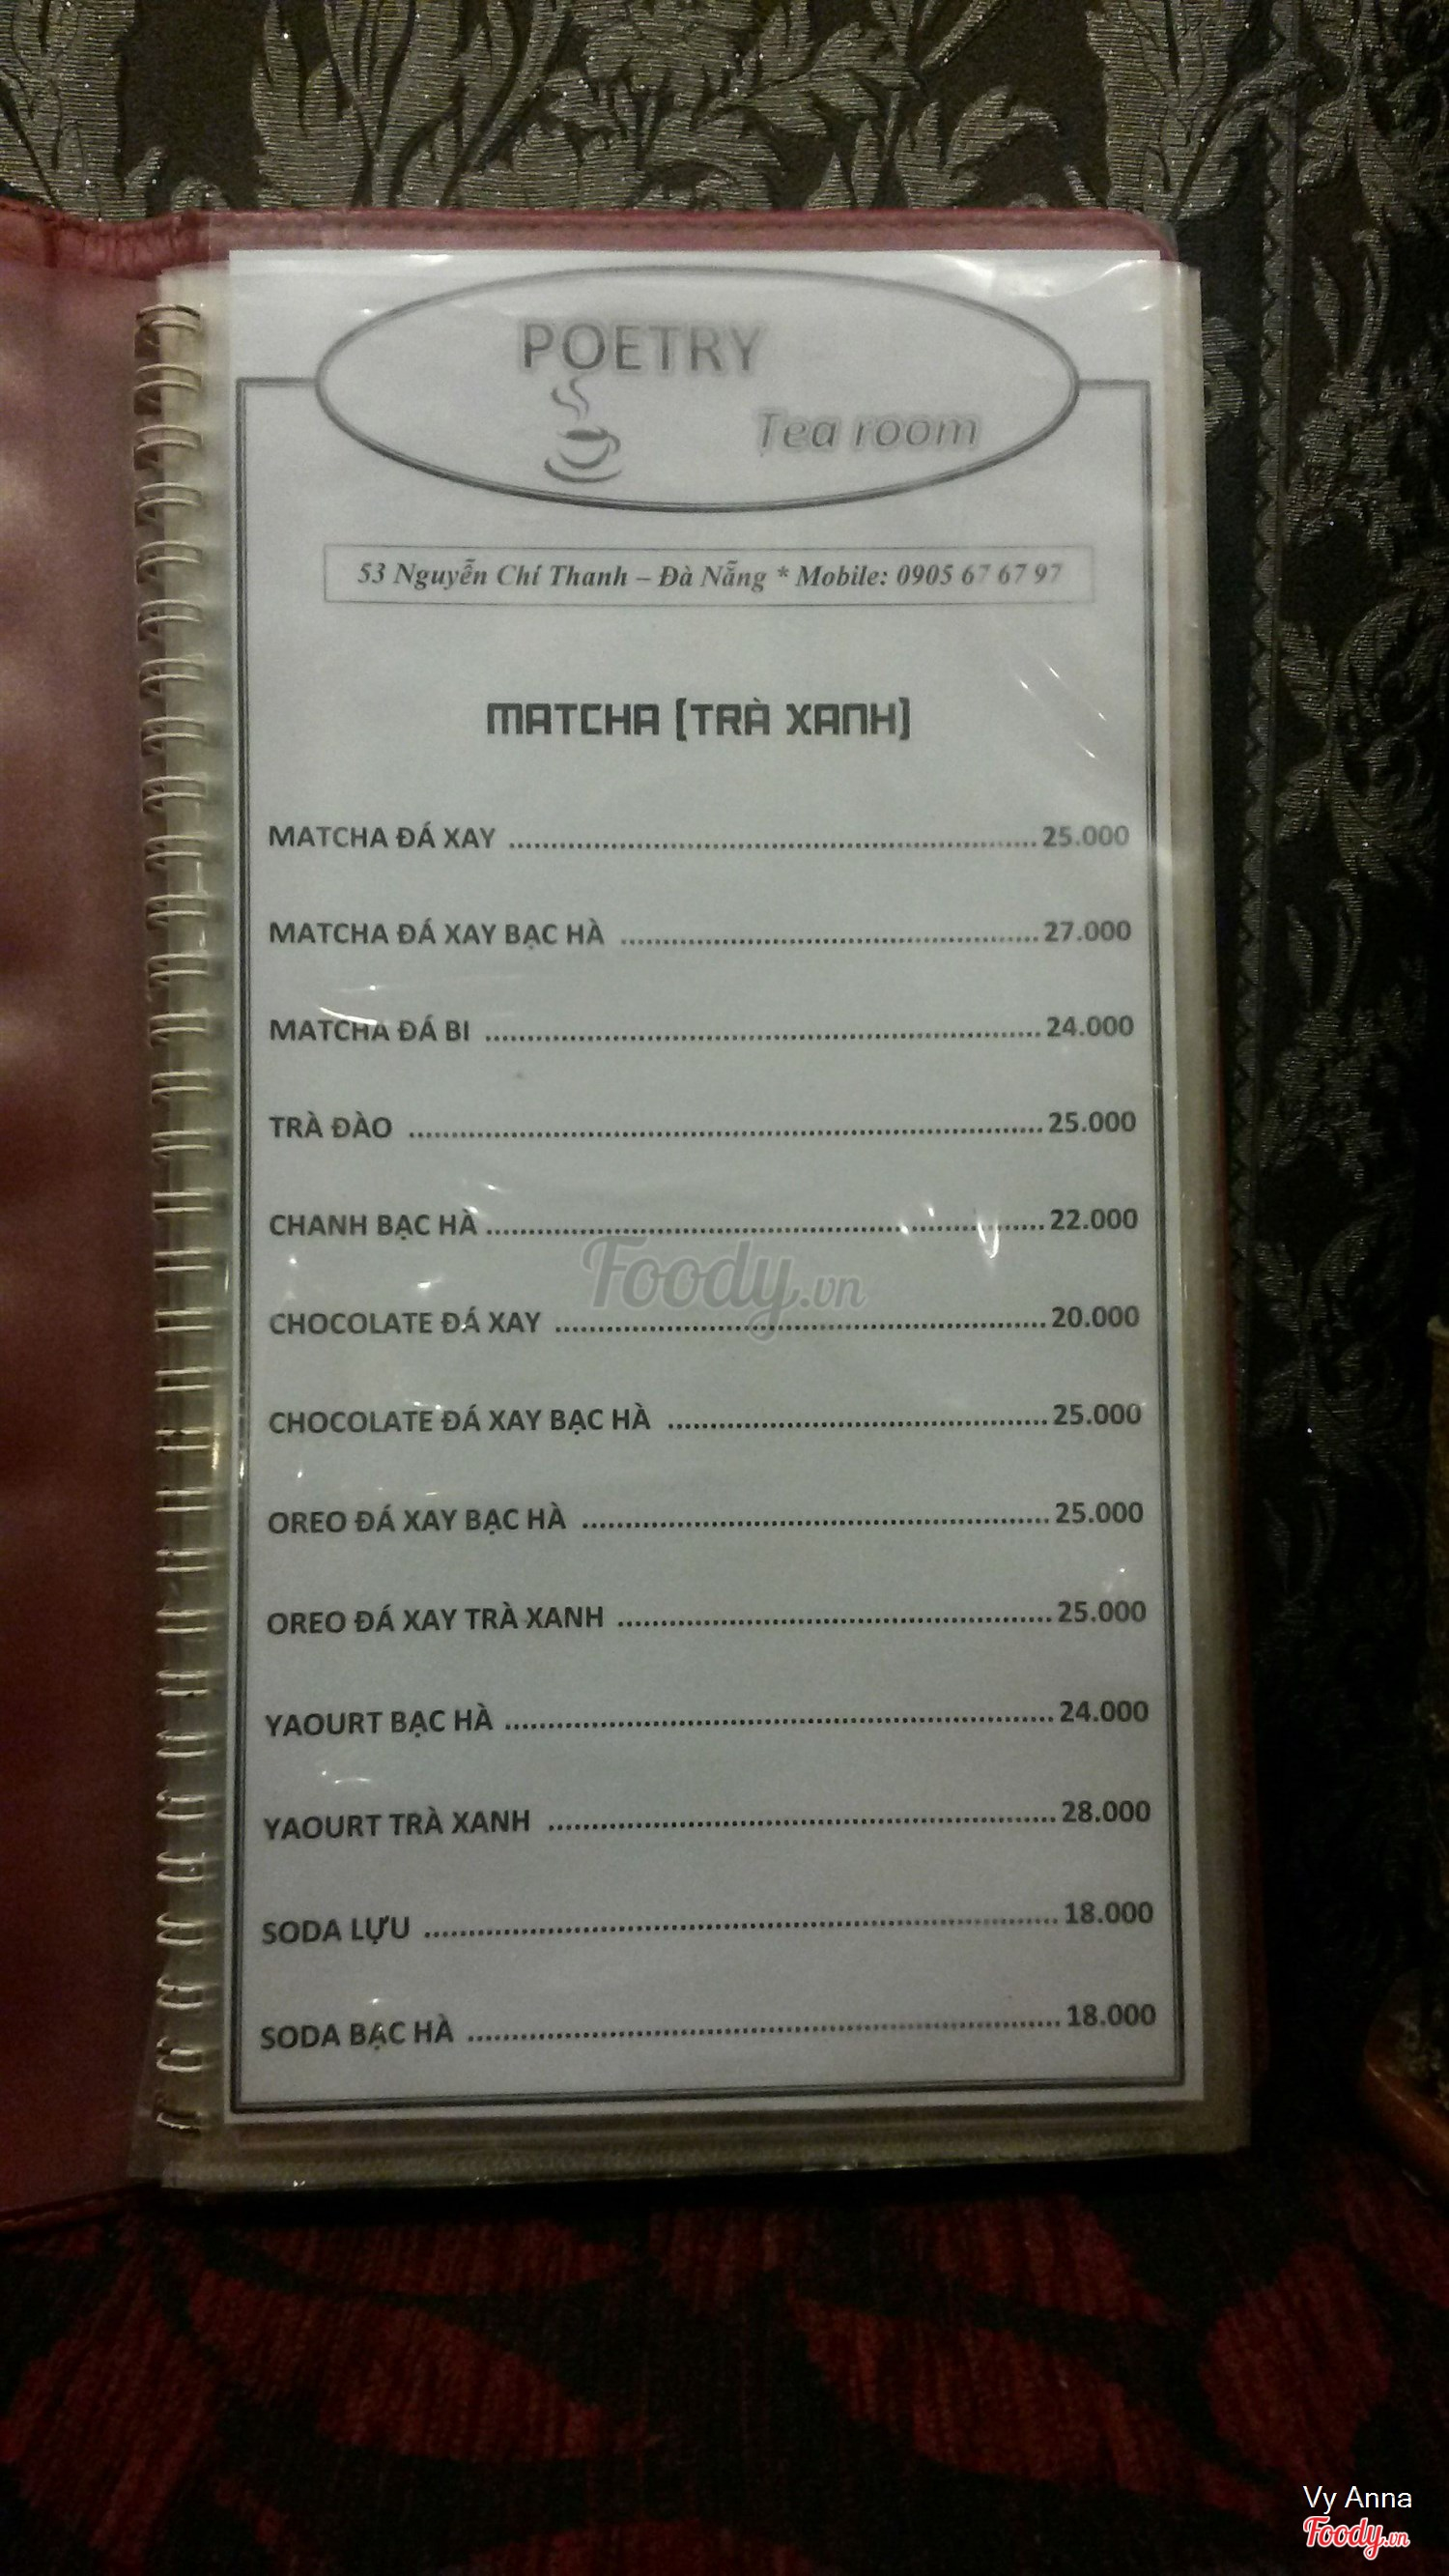 POETRY
Tea room
53 Nguyễn Chí Thanh – Đà Nẵng * Mobile: 0905 67 67 97
MATCHA (TRÀ XANH)
MATCHA ĐÁ XAY ........................................................... 25.000
MATCHA ĐÁ XAY BẠC HÀ ............................................... 27.000
MATCHA ĐÁ BI .............................................................. 24.000
TRÀ ĐÀO ....................................................................... 25.000
CHANH BẠC HÀ .............................................................. 22.000
Foody.vn
CHOCOLATE ĐÁ XAY ....................................................... 20.000
CHOCOLATE ĐÁ XAY BẠC HÀ ........................................... 25.000
OREO ĐÁ XAY BẠC HÀ ..................................................... 25.000
OREO ĐÁ XAY TRÀ XANH ................................................. 25.000
YAOURT BẠC HÀ ............................................................. 24.000
YAOURT TRÀ XANH ......................................................... 28.000
SODA LỰU ...................................................................... 18.000
SODA BẠC HÀ ................................................................. 18.000
Vy Anna
Foody.vn